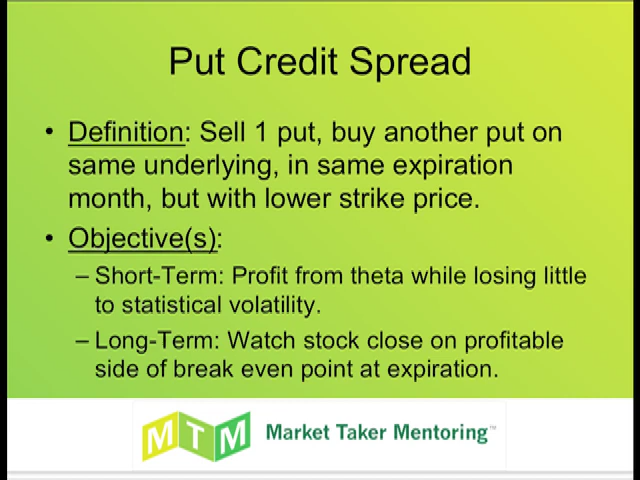 Put Credit Spread
• Definition: Sell 1 put, buy another put on
same underlying, in same expiration
month, but with lower strike price.
• Objective(s):
– Short-Term: Profit from theta while losing little
to statistical volatility.
– Long-Term: Watch stock close on profitable
side of break even point at expiration.
MTM Market Taker Mentoring™